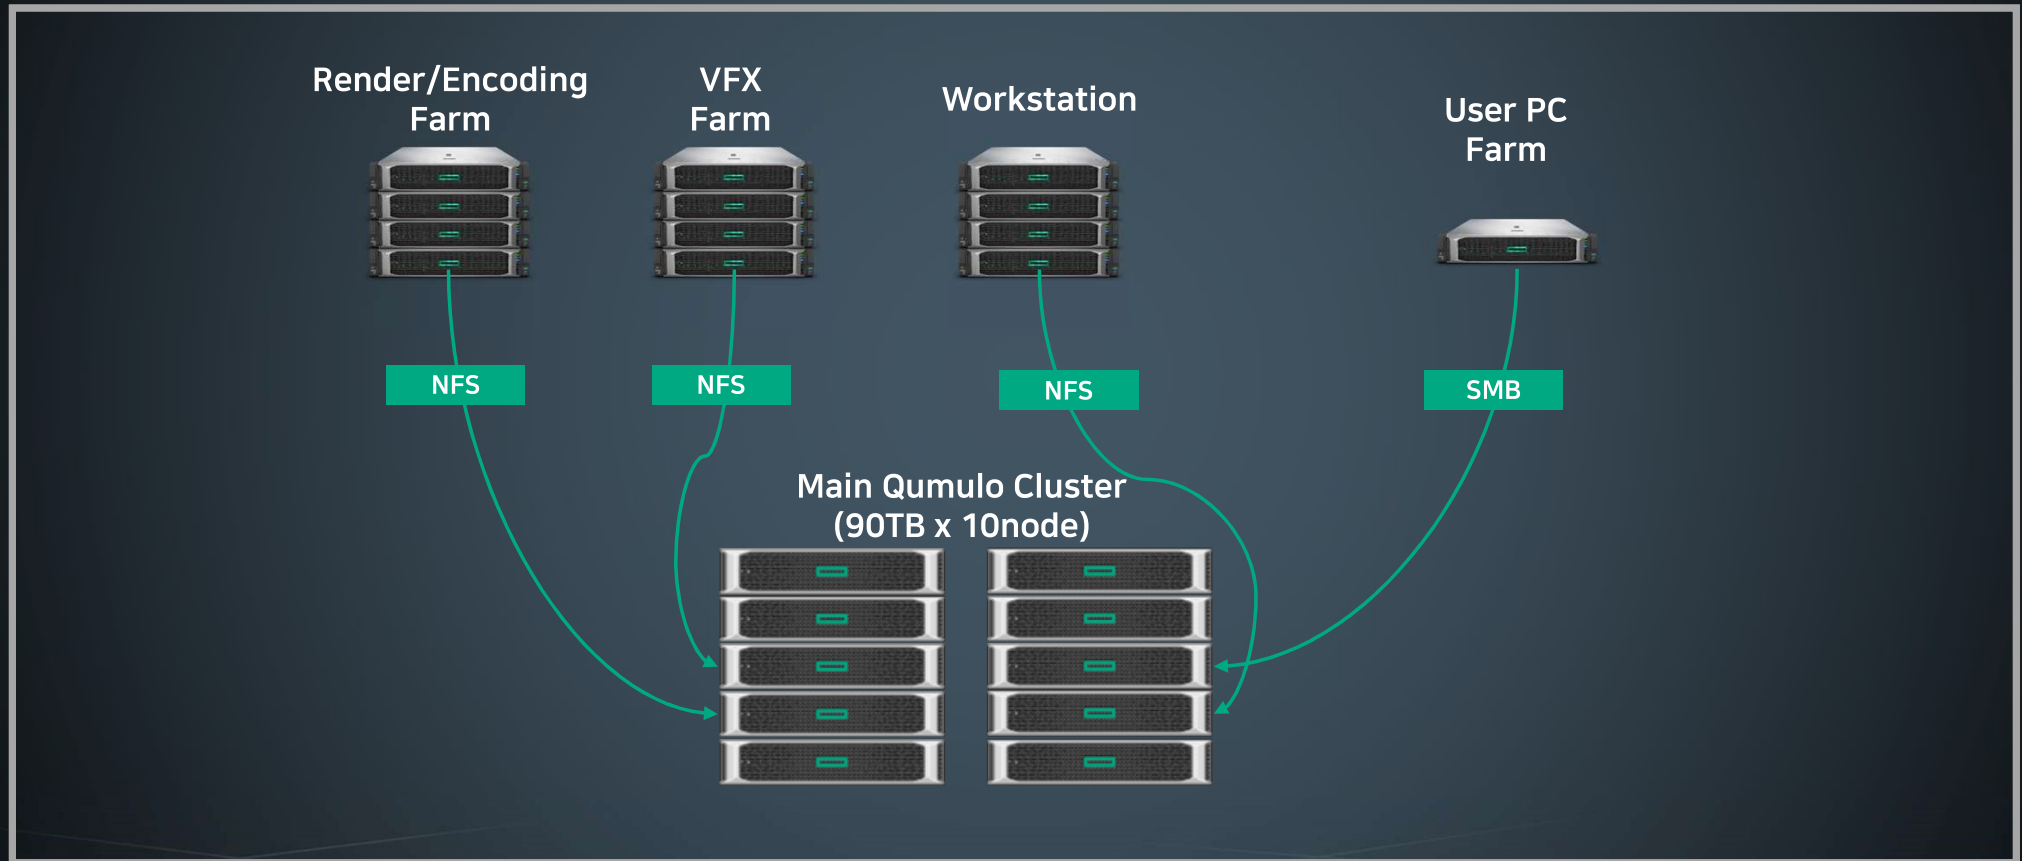 Render/Encoding
Farm
VFX
Farm
Workstation
User PC
Farm
NFS
NFS
NFS
SMB
Main Qumulo Cluster
(90TB x 10node)